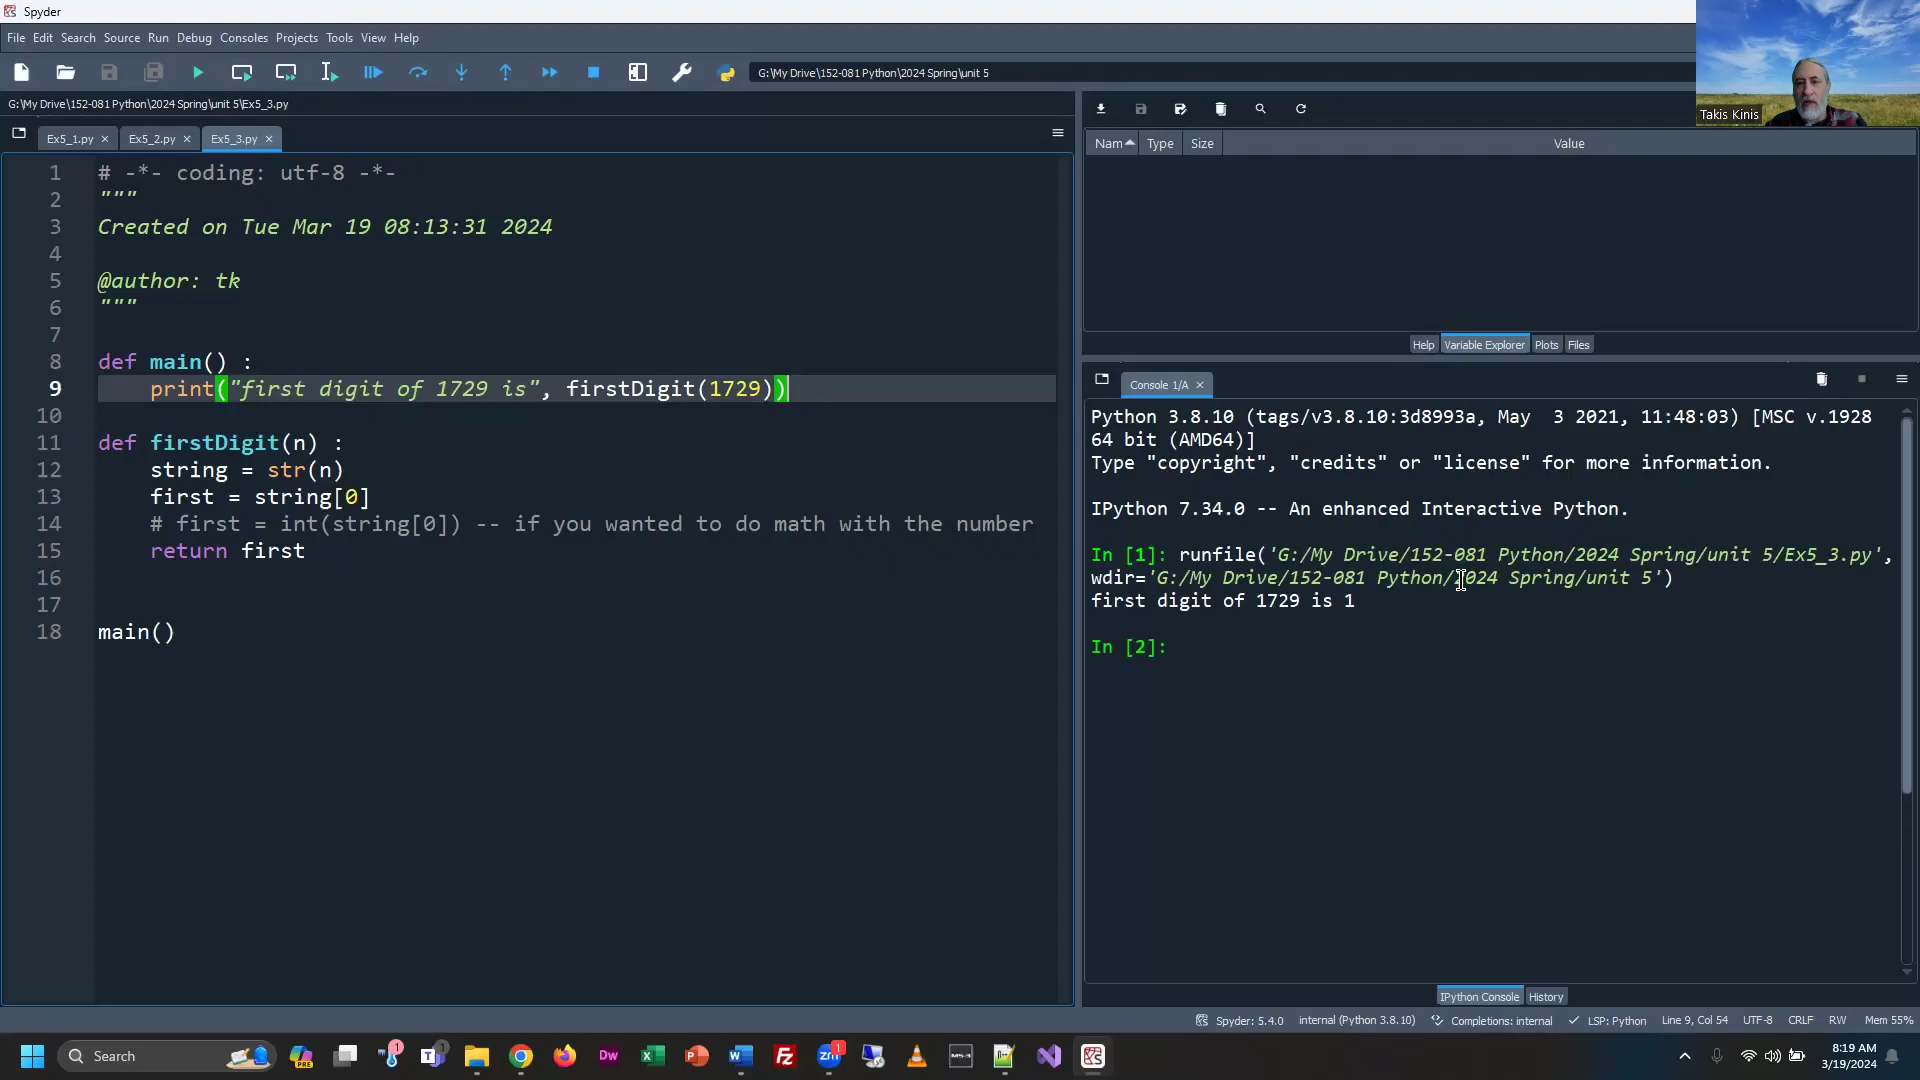 Spyder
File Edit Search Source Run Debug Consoles Projects Tools View Help
G:\My Drive\152-081 Python\2024 Spring\unit 5
Takis Kinis
G:\My Drive\152-081 Python\2024 Spring\unit 5\Ex5_3.py
Ex5_1.py Ex5_2.py Ex5_3.py
1 # -*- coding: utf-8 -*-
2 """
3 Created on Tue Mar 19 08:13:31 2024
4
5 @author: tk
6 """
7
8 def main() :
9 print("first digit of 1729 is", firstDigit(1729))
10
11 def firstDigit(n) :
12 string = str(n)
13 first = string[0]
14 # first = int(string[0]) -- if you wanted to do math with the number
15 return first
16
17
18 main()
Nam Type Size Value
Help Variable Explorer Plots Files
Console 1/A
Python 3.8.10 (tags/v3.8.10:3d8993a, May  3 2021, 11:48:03) [MSC v.1928
64 bit (AMD64)]
Type "copyright", "credits" or "license" for more information.
IPython 7.34.0 -- An enhanced Interactive Python.
In [1]: runfile('G:/My Drive/152-081 Python/2024 Spring/unit 5/Ex5_3.py',
wdir='G:/My Drive/152-081 Python/2024 Spring/unit 5')
first digit of 1729 is 1
In [2]:
IPython Console History
Spyder: 5.4.0 internal (Python 3.8.10) Completions: internal LSP: Python Line 9, Col 54 UTF-8 CRLF RW Mem 55%
Search
PRE
1
1
Dw
zm
1
MS-3
8:19 AM
3/19/2024